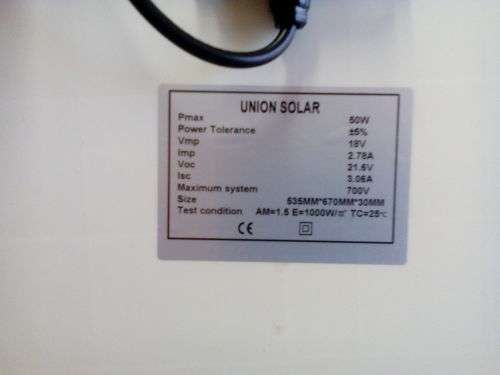 UNION SOLAR
Pmax 50W
Power Tolerance ±5%
Vmp 18V
Imp 2.78A
Voc 21.6V
Isc 3.06A
Maximum system 700V
Size 535MM*670MM*30MM
Test condition AM=1.5 E=1000W/㎡ TC=25℃
CE